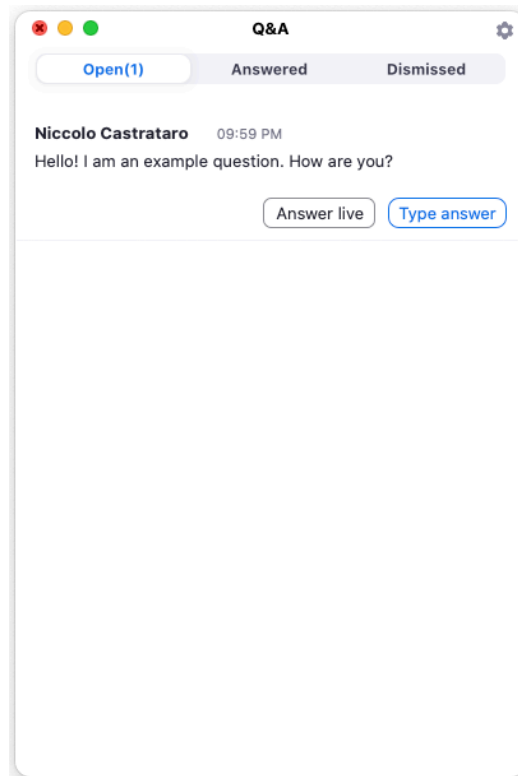 Q&A
Open(1) Answered Dismissed
Niccolo Castrataro 09:59 PM
Hello! I am an example question. How are you?
Answer live Type answer